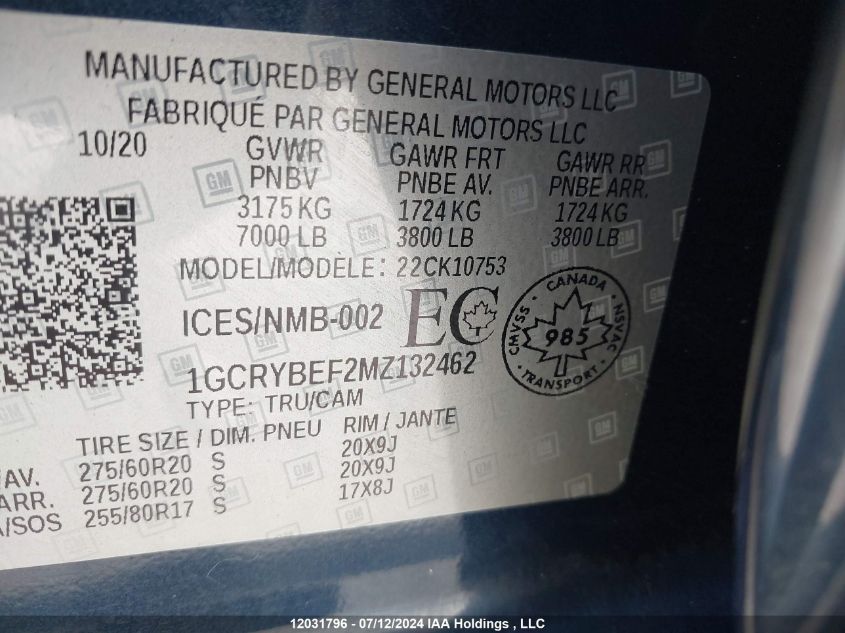 MANUFACTURED BY GENERAL MOTORS LLC
FABRIQUÉ PAR GENERAL MOTORS LLC
10/20 GVWR GAWR FRT GAWR RR
PNBV PNBE AV. PNBE ARR.
3175 KG 1724 KG 1724 KG
7000 LB 3800 LB 3800 LB
MODEL/MODÈLE: 22CK10753
ICES/NMB-002 EC
CANADA
CMVSS 985 NSVAC
TRANSPORT
1GCRYBEF2MZ132462
TYPE: TRU/CAM
TIRE SIZE / DIM. PNEU RIM / JANTE
/AV. 275/60R20 S 20X9J
ARR. 275/60R20 S 20X9J
/SOS 255/80R17 S 17X8J
GM
12031796 - 07/12/2024 IAA Holdings , LLC